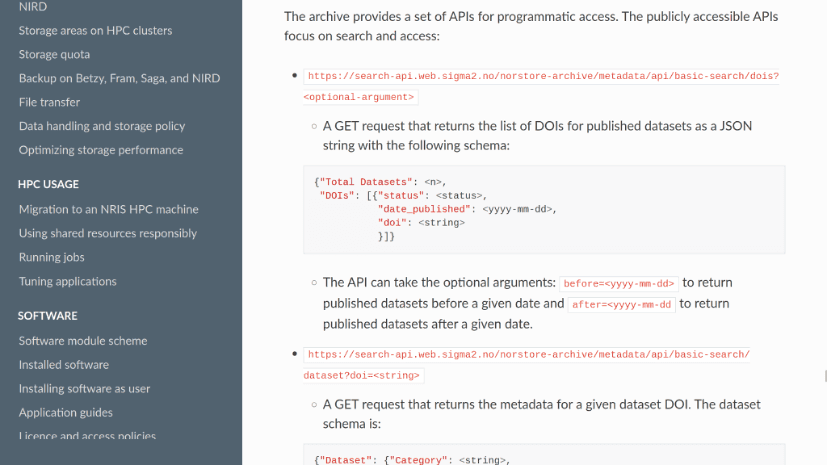 NIRD
Storage areas on HPC clusters
Storage quota
Backup on Betzy, Fram, Saga, and NIRD
File transfer
Data handling and storage policy
Optimizing storage performance
HPC USAGE
Migration to an NRIS HPC machine
Using shared resources responsibly
Running jobs
Tuning applications
SOFTWARE
Software module scheme
Installed software
Installing software as user
Application guides
Licence and access policies
The archive provides a set of APIs for programmatic access. The publicly accessible APIs
focus on search and access:
https://search-api.web.sigma2.no/norstore-archive/metadata/api/basic-search/dois?
<optional-argument>
A GET request that returns the list of DOIs for published datasets as a JSON
string with the following schema:
{"Total Datasets": <n>,
"DOIs": [{"status": <status>,
"date_published": <yyyy-mm-dd>,
"doi": <string>
}]}
The API can take the optional arguments: before=<yyyy-mm-dd> to return
published datasets before a given date and after=<yyyy-mm-dd to return
published datasets after a given date.
https://search-api.web.sigma2.no/norstore-archive/metadata/api/basic-search/
dataset?doi=<string>
A GET request that returns the metadata for a given dataset DOI. The dataset
schema is:
{"Dataset": {"Category": <string>,